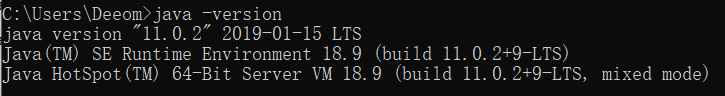 C:\Users\Deeom>java -version
java version "11.0.2" 2019-01-15 LTS
Java(TM) SE Runtime Environment 18.9 (build 11.0.2+9-LTS)
Java HotSpot(TM) 64-Bit Server VM 18.9 (build 11.0.2+9-LTS, mixed mode)